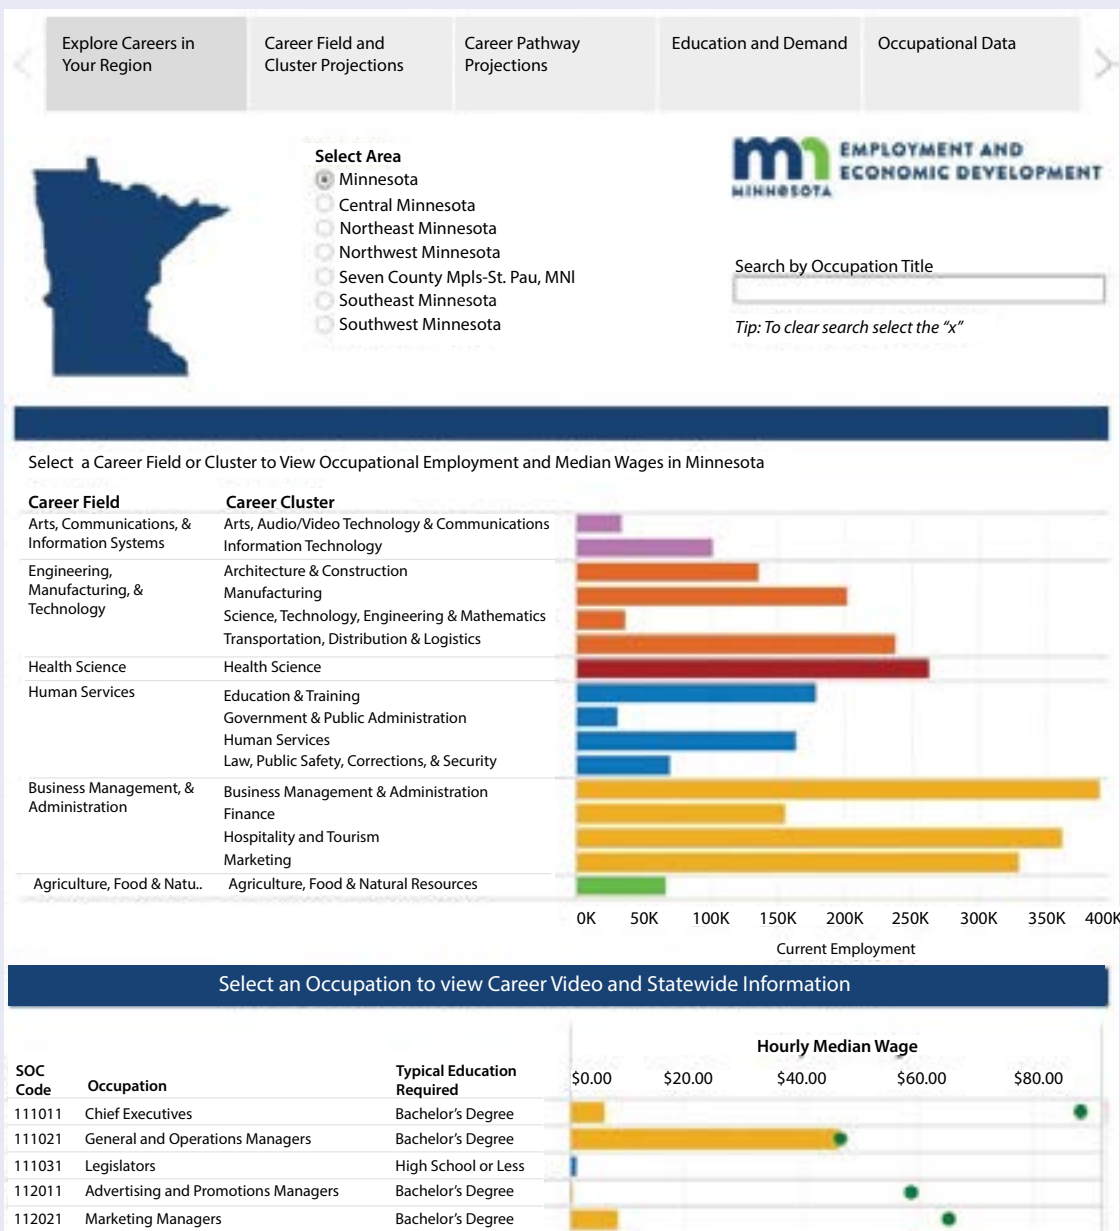 Explore Careers in
Your Region
Career Field and
Cluster Projections
Career Pathway
Projections
Education and Demand
Occupational Data
Select Area
Minnesota
Central Minnesota
Northeast Minnesota
Northwest Minnesota
Seven County Mpls-St. Pau, MNl
Southeast Minnesota
Southwest Minnesota
mn
MINNESOTA
EMPLOYMENT AND
ECONOMIC DEVELOPMENT
Search by Occupation Title
Tip: To clear search select the “x”
Select a Career Field or Cluster to View Occupational Employment and Median Wages in Minnesota
Career Field Career Cluster
Arts, Communications, &
Information Systems
Arts, Audio/Video Technology & Communications
Information Technology
Engineering,
Manufacturing, &
Technology
Architecture & Construction
Manufacturing
Science, Technology, Engineering & Mathematics
Transportation, Distribution & Logistics
Health Science Health Science
Human Services
Education & Training
Government & Public Administration
Human Services
Law, Public Safety, Corrections, & Security
Business Management, &
Administration
Business Management & Administration
Finance
Hospitality and Tourism
Marketing
Agriculture, Food & Natu.. Agriculture, Food & Natural Resources
0K 50K 100K 150K 200K 250K 300K 350K 400K
Current Employment
Select an Occupation to view Career Video and Statewide Information
Hourly Median Wage
SOC
Code
Occupation
Typical Education
Required
$0.00 $20.00 $40.00 $60.00 $80.00
111011 Chief Executives Bachelor’s Degree
111021 General and Operations Managers Bachelor’s Degree
111031 Legislators High School or Less
112011 Advertising and Promotions Managers Bachelor’s Degree
112021 Marketing Managers Bachelor’s Degree